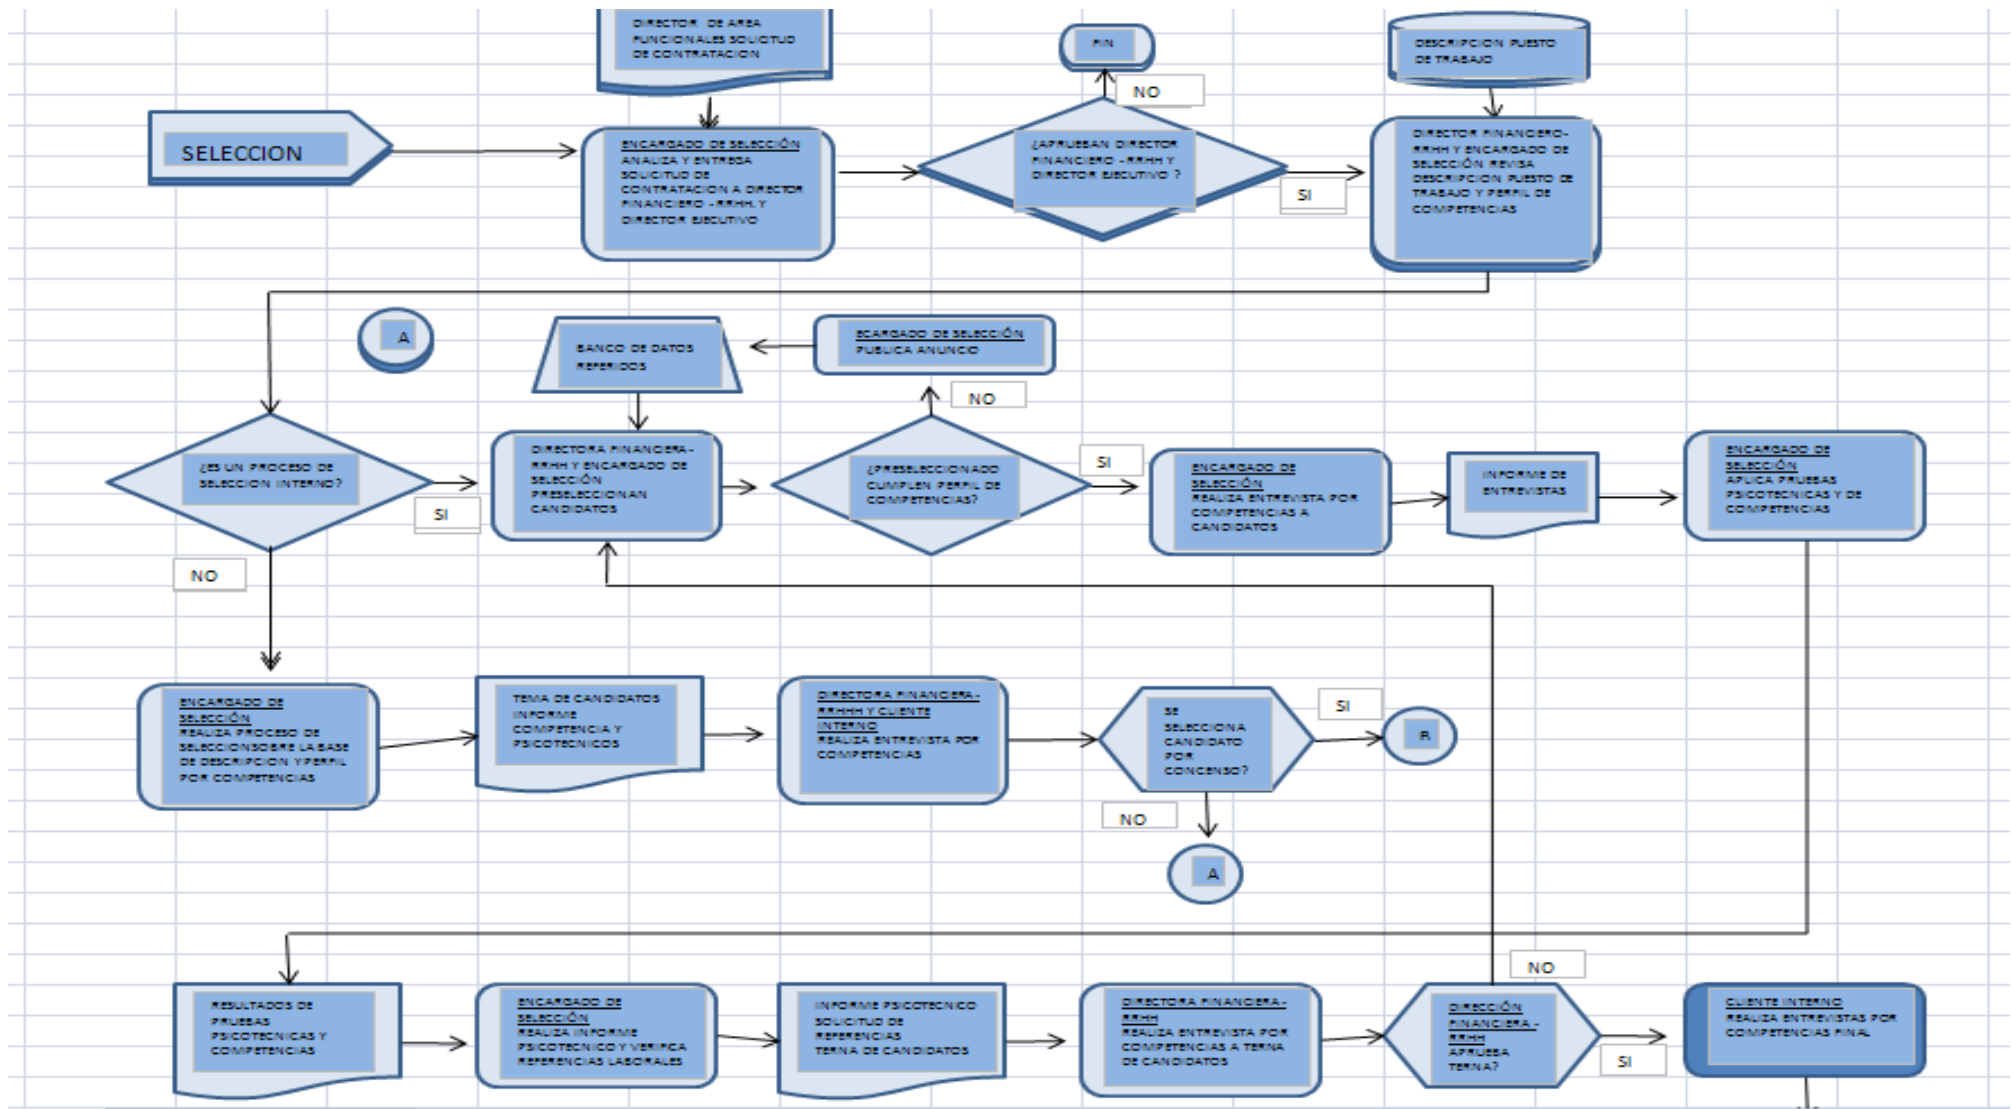 DIRECTOR DE AREA
FUNCIONALES SOLICITUD
DE CONTRATACION
FIN
NO
DESCRIPCION PUESTO
DE TRABAJO
SELECCION
ENCARGADO DE SELECCIÓN
ANALIZA Y ENTREGA
SOLICITUD DE
CONTRATACION A DIRECTOR
FINANCIERO - RRHH. Y
DIRECTOR EJECUTIVO
¿APRUEBAN DIRECTOR
FINANCIERO - RRHH Y
DIRECTOR EJECUTIVO ?
SI
DIRECTOR FINANCIERO-
RRHH Y ENCARGADO DE
SELECCIÓN REVISA
DESCRIPCION PUESTO DE
TRABAJO Y PERFIL DE
COMPETENCIAS
A
BANCO DE DATOS
REFERIDOS
ECARGADO DE SELECCIÓN
PUBLICA ANUNCIO
NO
¿ES UN PROCESO DE
SELECCION INTERNO?
SI
NO
DIRECTORA FINANCIERA-
RRHH Y ENCARGADO DE
SELECCIÓN
PRESELECCIONAN
CANDIDATOS
¿PRESELECCIONADO
CUMPLEN PERFIL DE
COMPETENCIAS?
SI
ENCARGADO DE
SELECCIÓN
REALIZA ENTREVISTA POR
COMPETENCIAS A
CANDIDATOS
INFORME DE
ENTREVISTAS
ENCARGADO DE
SELECCIÓN
APLICA PRUEBAS
PSICOTECNICAS Y DE
COMPETENCIAS
ENCARGADO DE
SELECCIÓN
REALIZA PROCESO DE
SELECCIONSOBRE LA BASE
DE DESCRIPCION Y PERFIL
POR COMPETENCIAS
TEMA DE CANDIDATOS
INFORME
COMPETENCIA Y
PSICOTECNICOS
DIRECTORA FINANCIERA-
RRHHH Y CLIENTE
INTERNO
REALIZA ENTREVISTA POR
COMPETENCIAS
SE
SELECCIONA
CANDIDATO
POR
CONCENSO?
SI
B
NO
A
RESULTADOS DE
PRUEBAS
PSICOTECNICAS Y
COMPETENCIAS
ENCARGADO DE
SELECCIÓN
REALIZA INFORME
PSICOTECNICO Y VERIFICA
REFERENCIAS LABORALES
INFORME PSICOTECNICO
SOLICITUD DE
REFERENCIAS
TERNA DE CANDIDATOS
DIRECTORA FINANCIERA-
RRHH
REALIZA ENTREVISTA POR
COMPETENCIAS A TERNA
DE CANDIDATOS
NO
DIRECCIÓN
FINANCIERA -
RRHH
APRUEBA
TERNA?
SI
CLIENTE INTERNO
REALIZA ENTREVISTAS POR
COMPETENCIAS FINAL